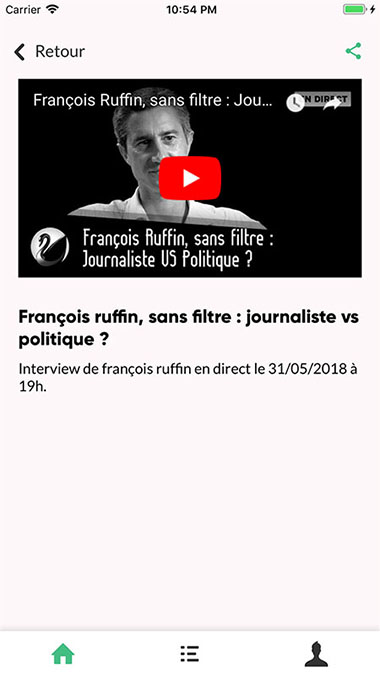 Carrier 10:54 PM
Retour
François Ruffin, sans filtre : Jou...
EN DIRECT
François Ruffin, sans filtre :
Journaliste VS Politique ?
François ruffin, sans filtre : journaliste vs
politique ?
Interview de françois ruffin en direct le 31/05/2018 à
19h.